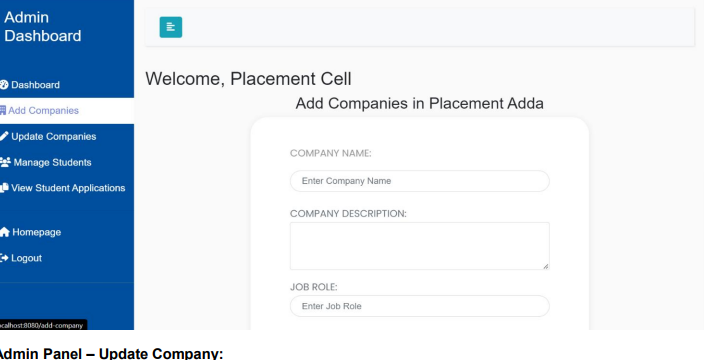 Admin
Dashboard
Dashboard
Add Companies
Update Companies
Manage Students
View Student Applications
Homepage
Logout
ocalhost:8080/add-company
Welcome, Placement Cell
Add Companies in Placement Adda
COMPANY NAME:
Enter Company Name
COMPANY DESCRIPTION:
JOB ROLE:
Enter Job Role
Admin Panel – Update Company: